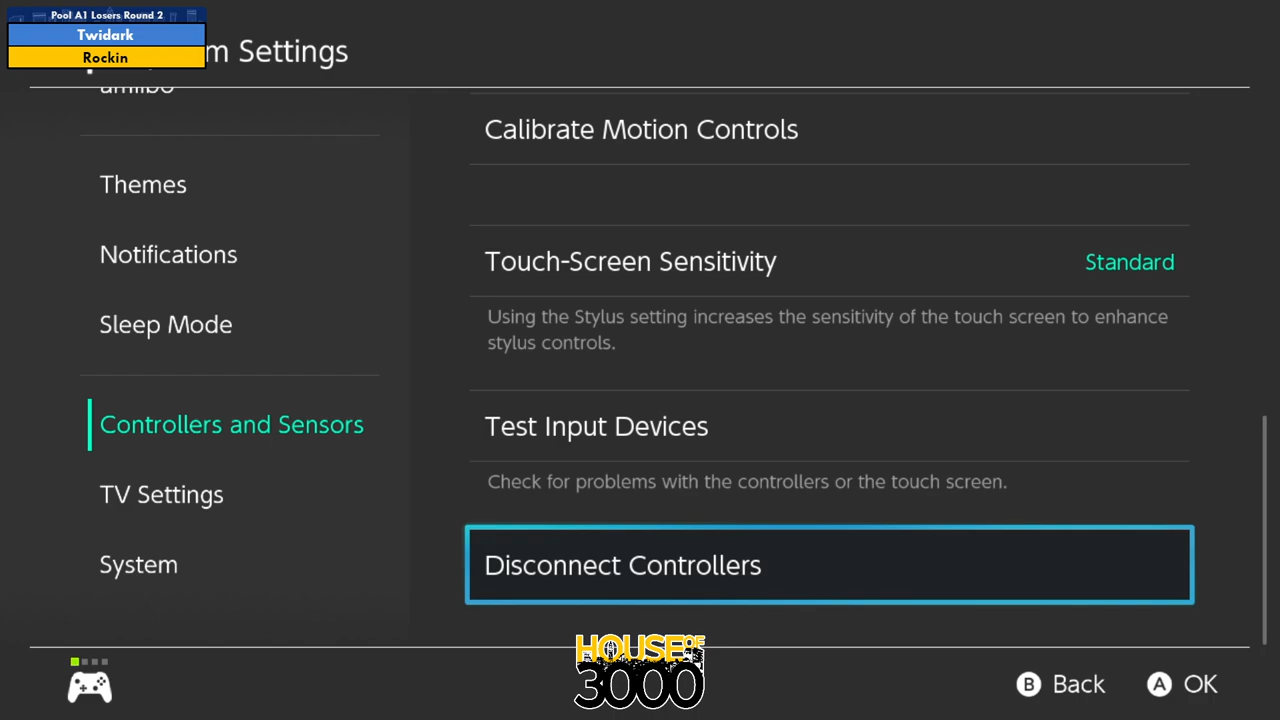 Pool A1 Losers Round 2
Twidark
Rockin
m Settings
amiibo
Themes
Notifications
Sleep Mode
Controllers and Sensors
TV Settings
System
Calibrate Motion Controls
Touch-Screen Sensitivity Standard
Using the Stylus setting increases the sensitivity of the touch screen to enhance
stylus controls.
Test Input Devices
Check for problems with the controllers or the touch screen.
Disconnect Controllers
HOUSE OF
3000
B Back A OK